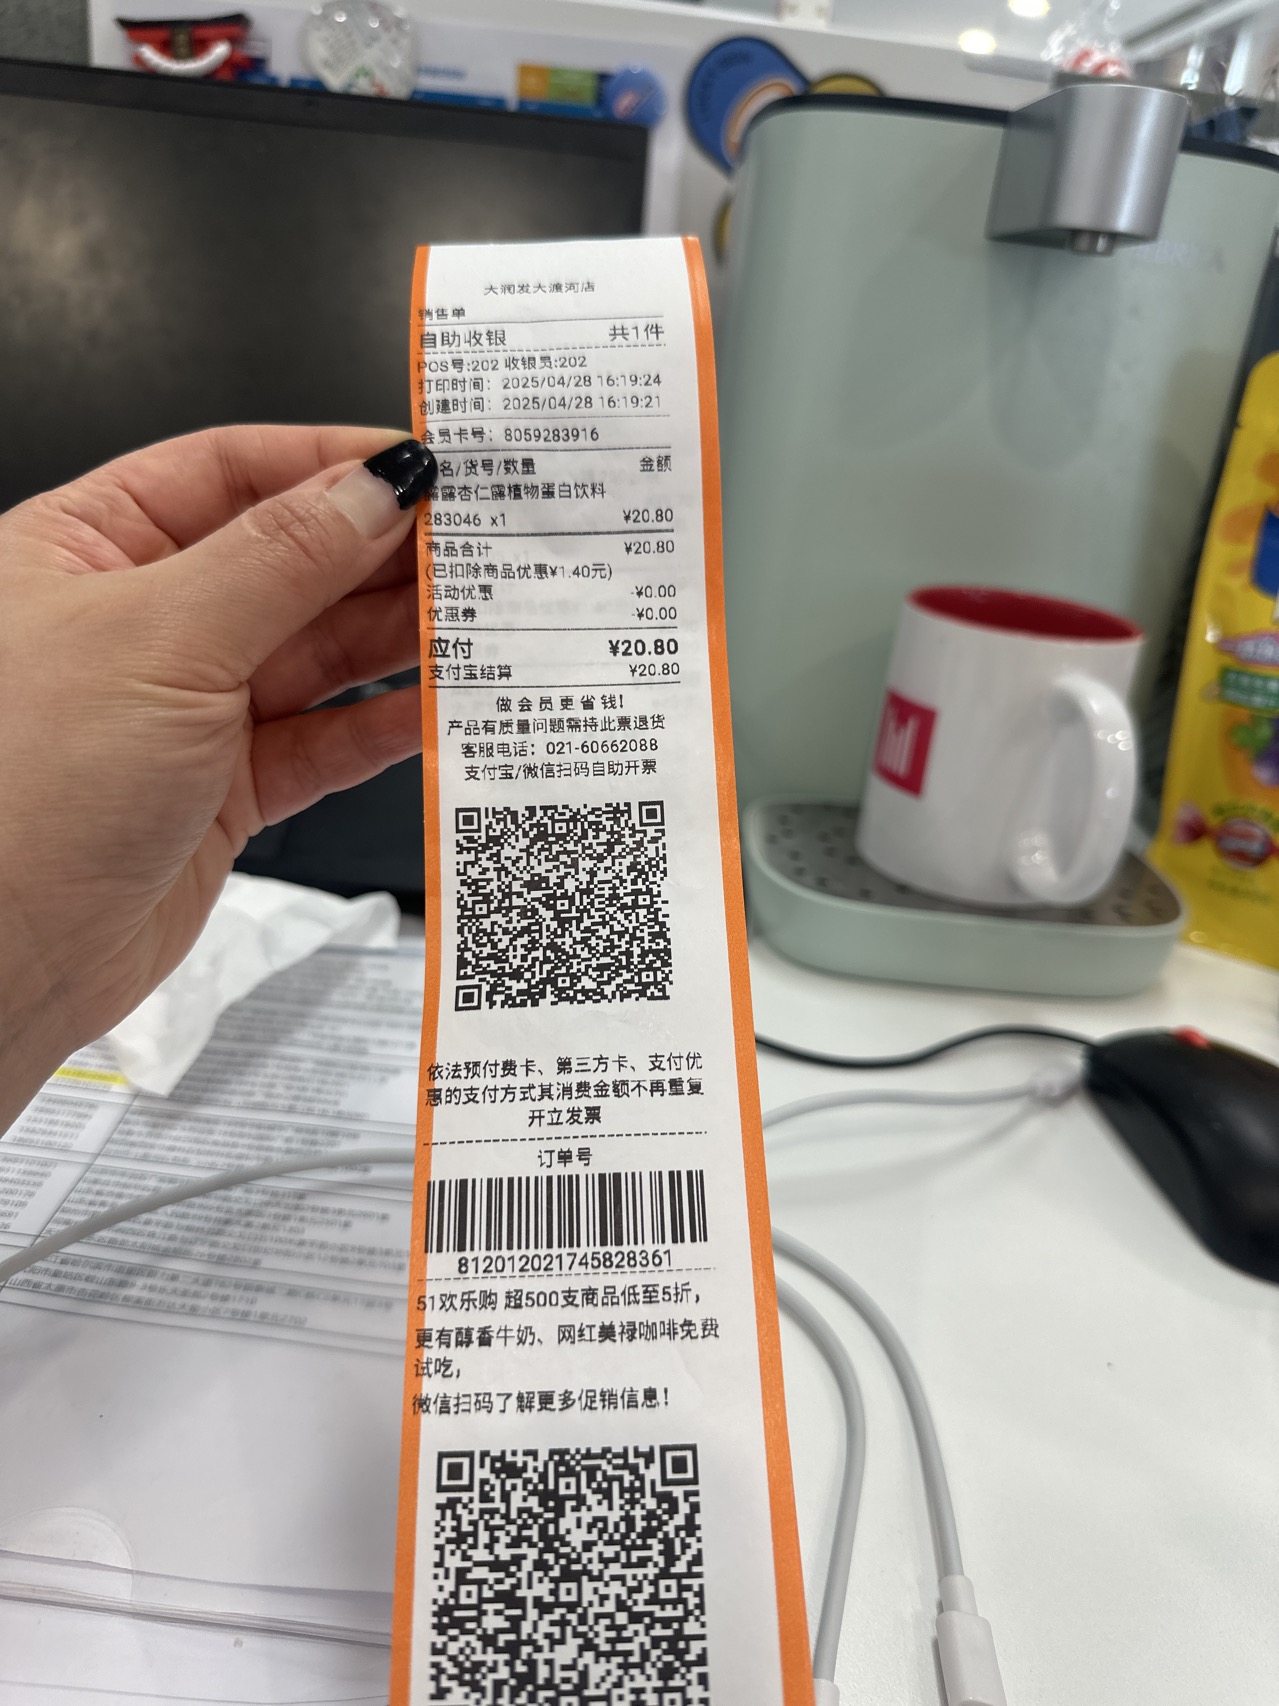 大润发大渡河店
销售单
自助收银 共1件
POS号:202 收银员:202
打印时间: 2025/04/28 16:19:24
创建时间: 2025/04/28 16:19:21
会员卡号: 8059283916
名/货号/数量 金额
露露杏仁露植物蛋白饮料
283046 x1 ¥20.80
商品合计 ¥20.80
(已扣除商品优惠¥1.40元)
活动优惠 -¥0.00
优惠券 -¥0.00
应付 ¥20.80
支付宝结算 ¥20.80
做会员更省钱!
产品有质量问题需持此票退货
客服电话: 021-60662088
支付宝/微信扫码自助开票
依法预付费卡、第三方卡、支付优
惠的支付方式其消费金额不再重复
开立发票
订单号
812012021745828361
51欢乐购 超500支商品低至5折,
更有醇香牛奶、网红美禄咖啡免费
试吃,
微信扫码了解更多促销信息!